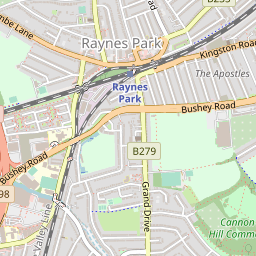 B235
mbe Lane
Raynes Park
Kingston Road
The Apostles
Raynes
Park
Bushey Road
Bushey Road
B279
98
Grand Drive
Valley Line
Cannon
Hill Commo